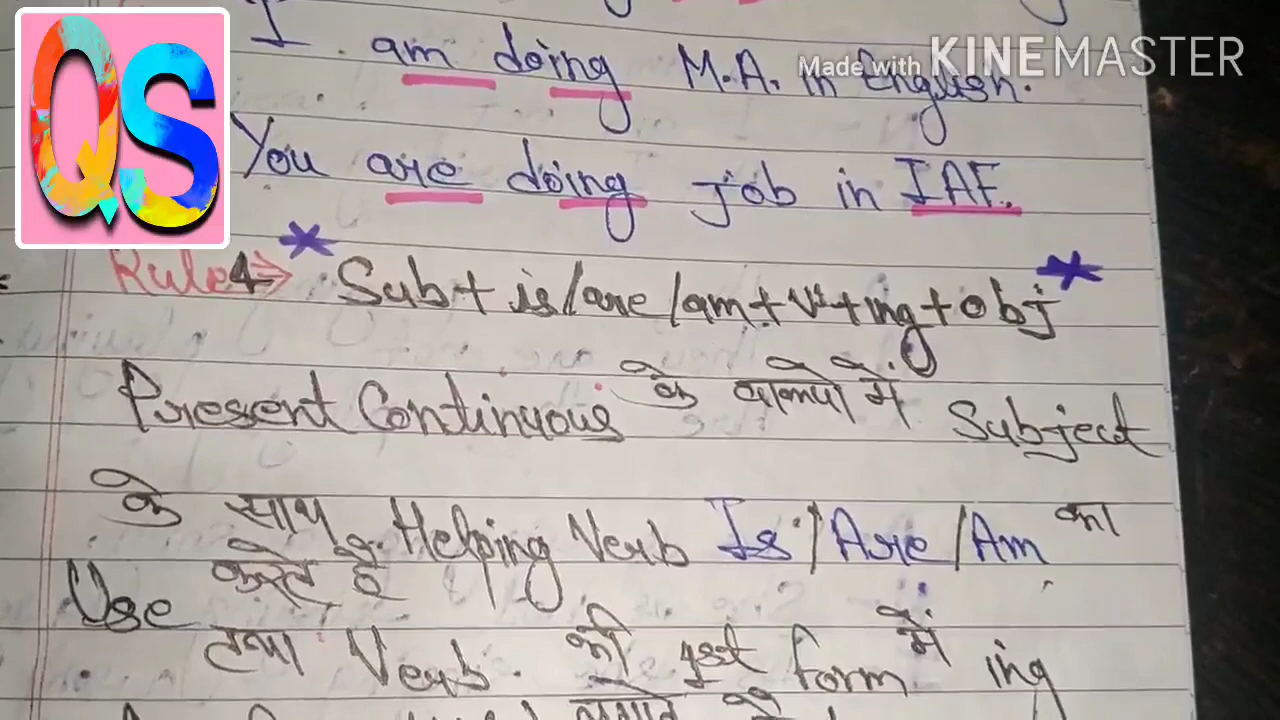 QS
Made with KINEMASTER
I am doing M.A. in English.
You are doing job in IAF.
Rule 4 → * Sub + is/are/am + V¹ + ing + obj *
Present Continuous के वाक्यों में Subject
के साथ Helping Verb Is/Are/Am का
Use करते हैं
तथा Verb की 1st form में ing
लगाते है